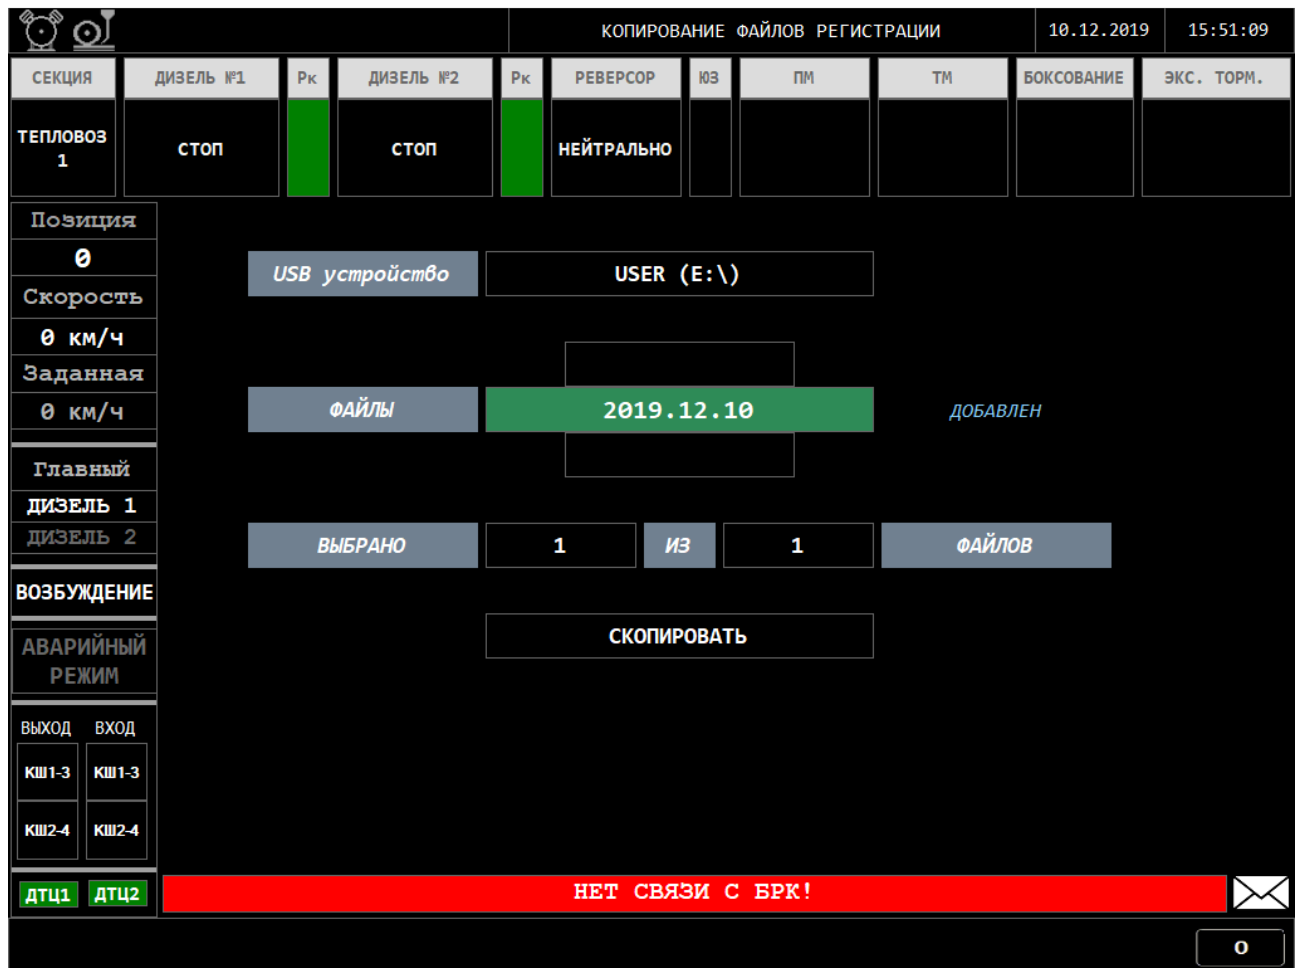 КОПИРОВАНИЕ ФАЙЛОВ РЕГИСТРАЦИИ 10.12.2019 15:51:09
СЕКЦИЯ ДИЗЕЛЬ №1 Рк ДИЗЕЛЬ №2 Рк РЕВЕРСОР ЮЗ ПМ ТМ БОКСОВАНИЕ ЭКС. ТОРМ.
ТЕПЛОВОЗ
1
СТОП СТОП НЕЙТРАЛЬНО
Позиция
0
Скорость
0 км/ч
Заданная
0 км/ч
Главный
ДИЗЕЛЬ 1
ДИЗЕЛЬ 2
ВОЗБУЖДЕНИЕ
АВАРИЙНЫЙ
РЕЖИМ
ВЫХОД ВХОД
КШ1-3 КШ1-3
КШ2-4 КШ2-4
ДТЦ1 ДТЦ2
USB устройство USER (E:\)
ФАЙЛЫ 2019.12.10 ДОБАВЛЕН
ВЫБРАНО 1 ИЗ 1 ФАЙЛОВ
СКОПИРОВАТЬ
НЕТ СВЯЗИ С БРК!
О